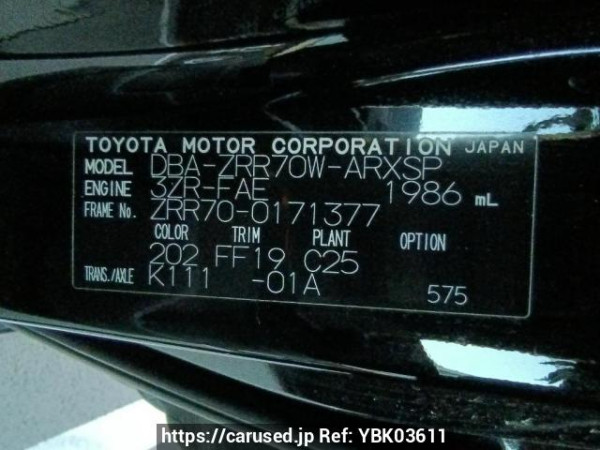 TOYOTA MOTOR CORPORATION JAPAN
MODEL DBA-ZRR70W-ARXSP
ENGINE 3ZR-FAE 1986 mL
FRAME No. ZRR70-0171377
COLOR TRIM PLANT OPTION
202 FF19 C25
TRANS./AXLE K111 -01A
575
https://carused.jp Ref: YBK03611